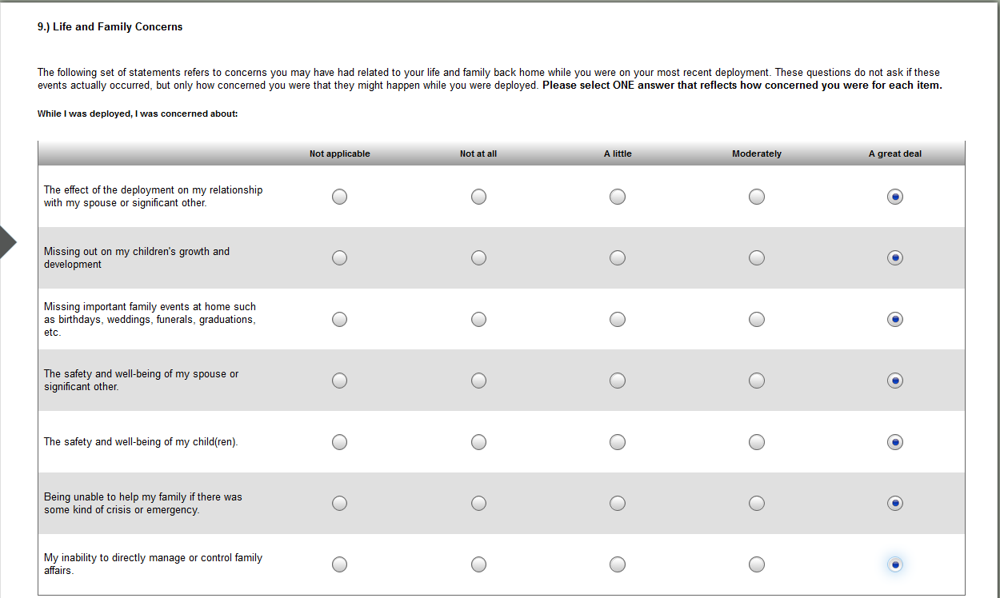 9.) Life and Family Concerns
The following set of statements refers to concerns you may have had related to your life and family back home while you were on your most recent deployment. These questions do not ask if these
events actually occurred, but only how concerned you were that they might happen while you were deployed. Please select ONE answer that reflects how concerned you were for each item.
While I was deployed, I was concerned about:
Not applicable Not at all A little Moderately A great deal
The effect of the deployment on my relationship
with my spouse or significant other.
Missing out on my children's growth and
development
Missing important family events at home such
as birthdays, weddings, funerals, graduations,
etc.
The safety and well-being of my spouse or
significant other.
The safety and well-being of my child(ren).
Being unable to help my family if there was
some kind of crisis or emergency.
My inability to directly manage or control family
affairs.